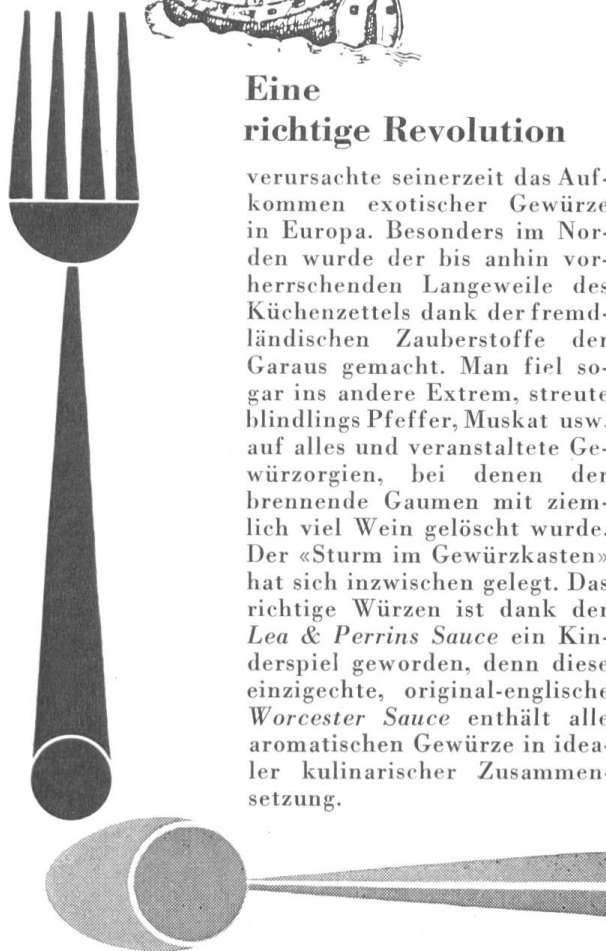 Eine
richtige Revolution
verursachte seinerzeit das Auf-
kommen exotischer Gewürze
in Europa. Besonders im Nor-
den wurde der bis anhin vor-
herrschenden Langeweile des
Küchenzettels dank der fremd-
ländischen Zauberstoffe der
Garaus gemacht. Man fiel so-
gar ins andere Extrem, streute
blindlings Pfeffer, Muskat usw.
auf alles und veranstaltete Ge-
würzorgien, bei denen der
brennende Gaumen mit ziem-
lich viel Wein gelöscht wurde.
Der «Sturm im Gewürzkasten»
hat sich inzwischen gelegt. Das
richtige Würzen ist dank der
Lea & Perrins Sauce ein Kin-
derspiel geworden, denn diese
einzigechte, original-englische
Worcester Sauce enthält alle
aromatischen Gewürze in idea-
ler kulinarischer Zusammen-
setzung.